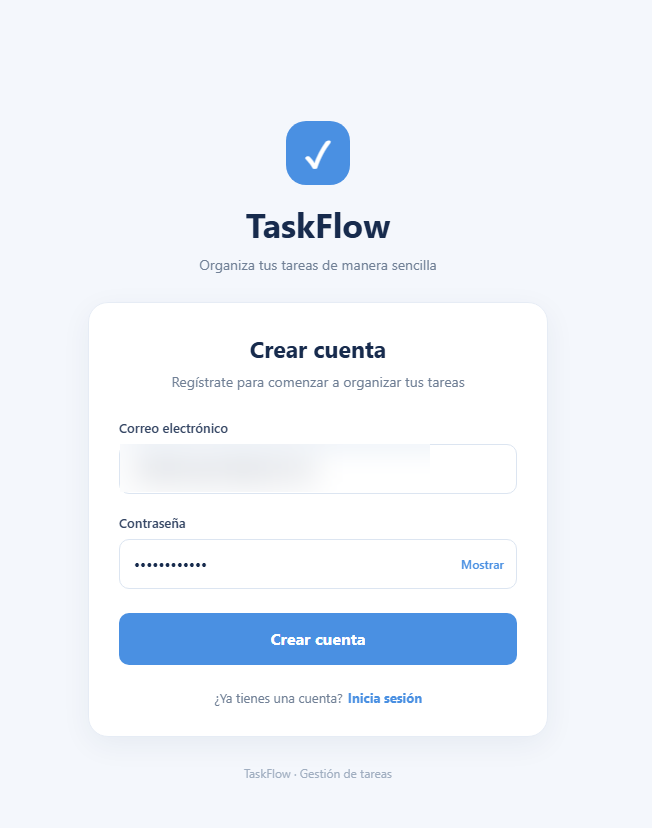 TaskFlow
Organiza tus tareas de manera sencilla
Crear cuenta
Regístrate para comenzar a organizar tus tareas
Correo electrónico
Contraseña
••••••••••••
Mostrar
Crear cuenta
¿Ya tienes una cuenta? Inicia sesión
TaskFlow · Gestión de tareas